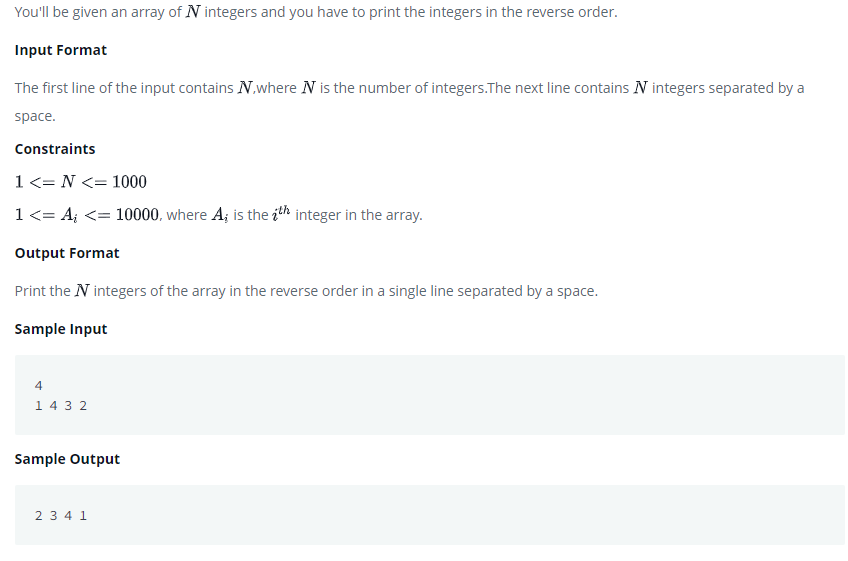 You'll be given an array of N integers and you have to print the integers in the reverse order.
Input Format
The first line of the input contains N,where N is the number of integers.The next line contains N integers separated by a
space.
Constraints
1 <= N <= 1000
1 <= A_i <= 10000, where A_i is the i^th integer in the array.
Output Format
Print the N integers of the array in the reverse order in a single line separated by a space.
Sample Input
4
1 4 3 2
Sample Output
2 3 4 1